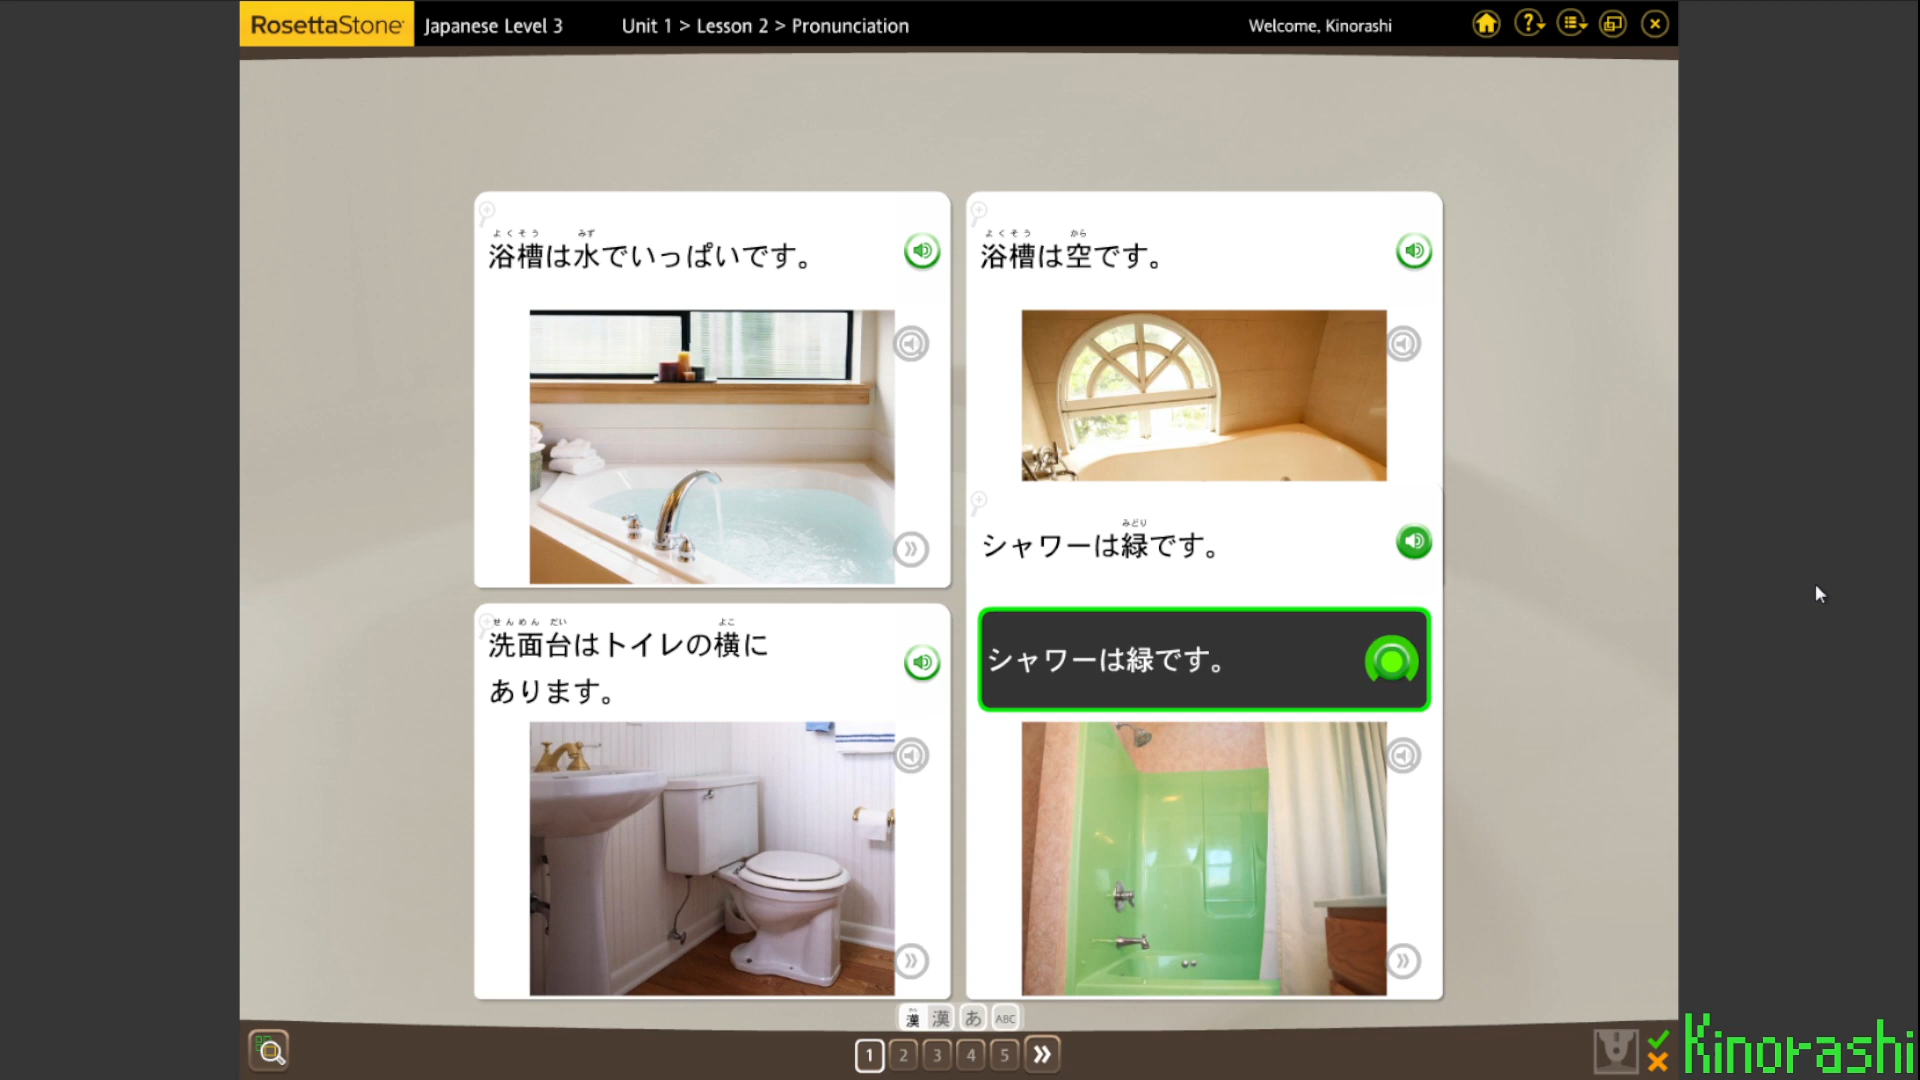 RosettaStone
Japanese Level 3
Unit 1 > Lesson 2 > Pronunciation
Welcome, Kinorashi
よくそう みず
浴槽は水でいっぱいです。
よくそう から
浴槽は空です。
みどり
シャワーは緑です。
シャワーは緑です。
せんめん だい よこ
洗面台はトイレの横に
あります。
漢 漢 あ ABC
1 2 3 4 5
Kinorashi